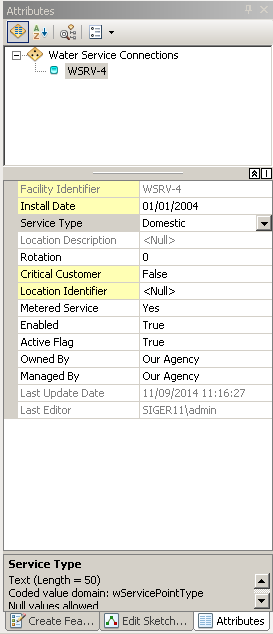 Attributes
Water Service Connections
WSRV-4
Facility Identifier WSRV-4
Install Date 01/01/2004
Service Type Domestic
Location Description <Null>
Rotation 0
Critical Customer False
Location Identifier <Null>
Metered Service Yes
Enabled True
Active Flag True
Owned By Our Agency
Managed By Our Agency
Last Update Date 11/09/2014 11:16:27
Last Editor SIGER11\admin
Service Type
Text (Length = 50)
Coded value domain: wServicePointType
Null values allowed
Create Fea... Edit Sketch... Attributes